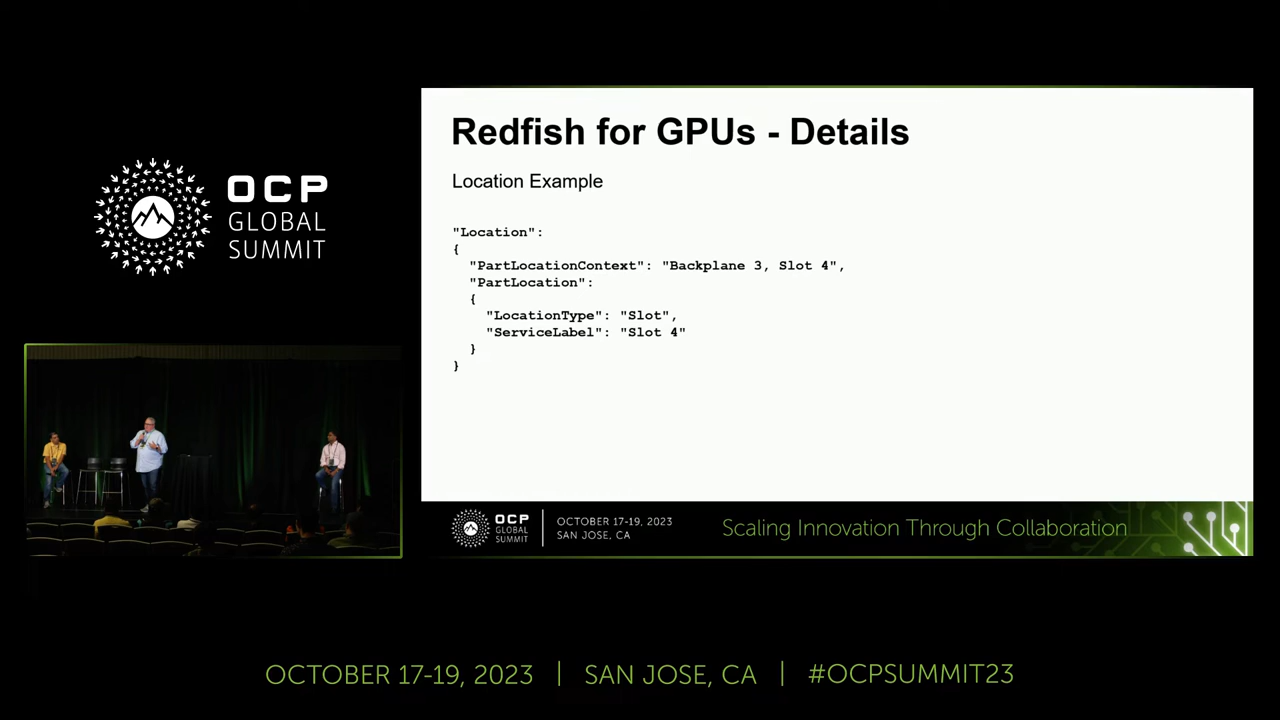 OCP
GLOBAL
SUMMIT
Redfish for GPUs - Details
Location Example
"Location":
{
"PartLocationContext": "Backplane 3, Slot 4",
"PartLocation":
{
"LocationType": "Slot",
"ServiceLabel": "Slot 4"
}
}
OCP
GLOBAL
SUMMIT
OCTOBER 17-19, 2023
SAN JOSE, CA
Scaling Innovation Through Collaboration
OCTOBER 17-19, 2023 | SAN JOSE, CA | #OCPSUMMIT23